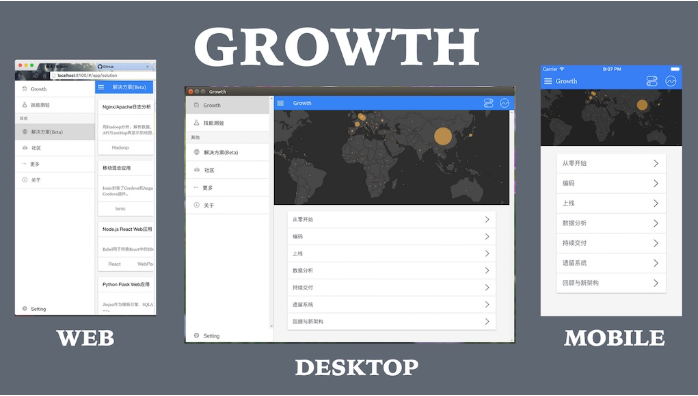 GROWTH
GitHub
localhost:8100/#/app/solution
Growth
技能测验
其他
解决方案(Beta)
社区
更多
关于
Setting
解决方案(Beta)
Nginx/Apache日志分析
Hadoop
移动混合应用
Ionic
Node.js React Web应用
React
Python Flask Web应用
WEB
Growth
Growth
技能测验
其他
解决方案(Beta)
社区
更多
关于
Setting
Growth
从零开始
编码
上线
数据分析
持续交付
遗留系统
回顾与新架构
DESKTOP
Carrier
9:07 PM
Growth
从零开始
编码
上线
数据分析
持续交付
遗留系统
回顾与新架构
MOBILE